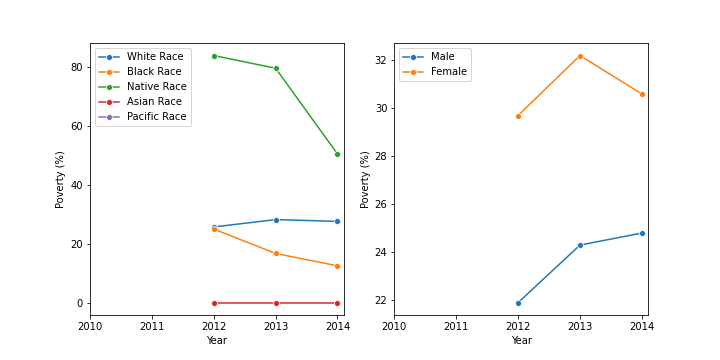 White Race
Black Race
Native Race
Asian Race
Pacific Race
80
60
40
20
0
Poverty (%)
2010 2011 2012 2013 2014
Year
Male
Female
32
30
28
26
24
22
Poverty (%)
2010 2011 2012 2013 2014
Year